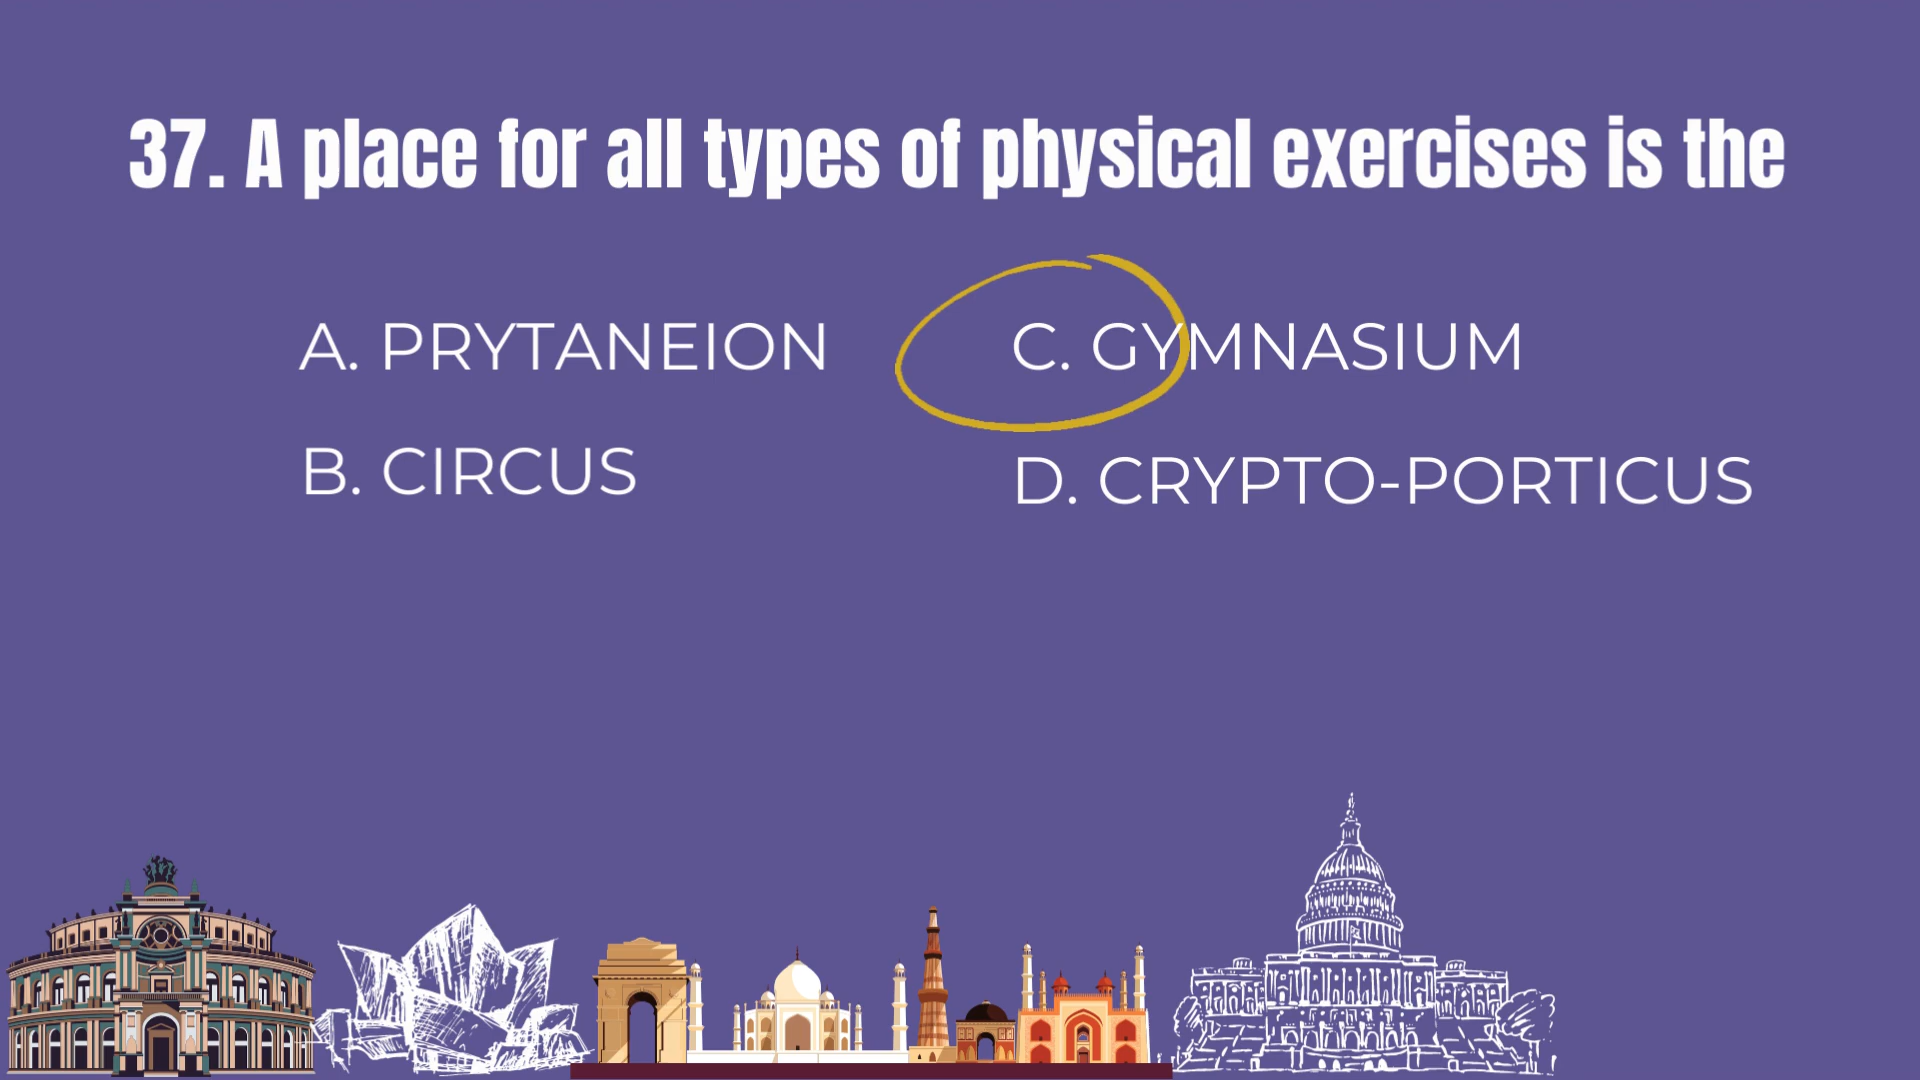 37. A place for all types of physical exercises is the
A. PRYTANEION
B. CIRCUS
C. GYMNASIUM
D. CRYPTO-PORTICUS